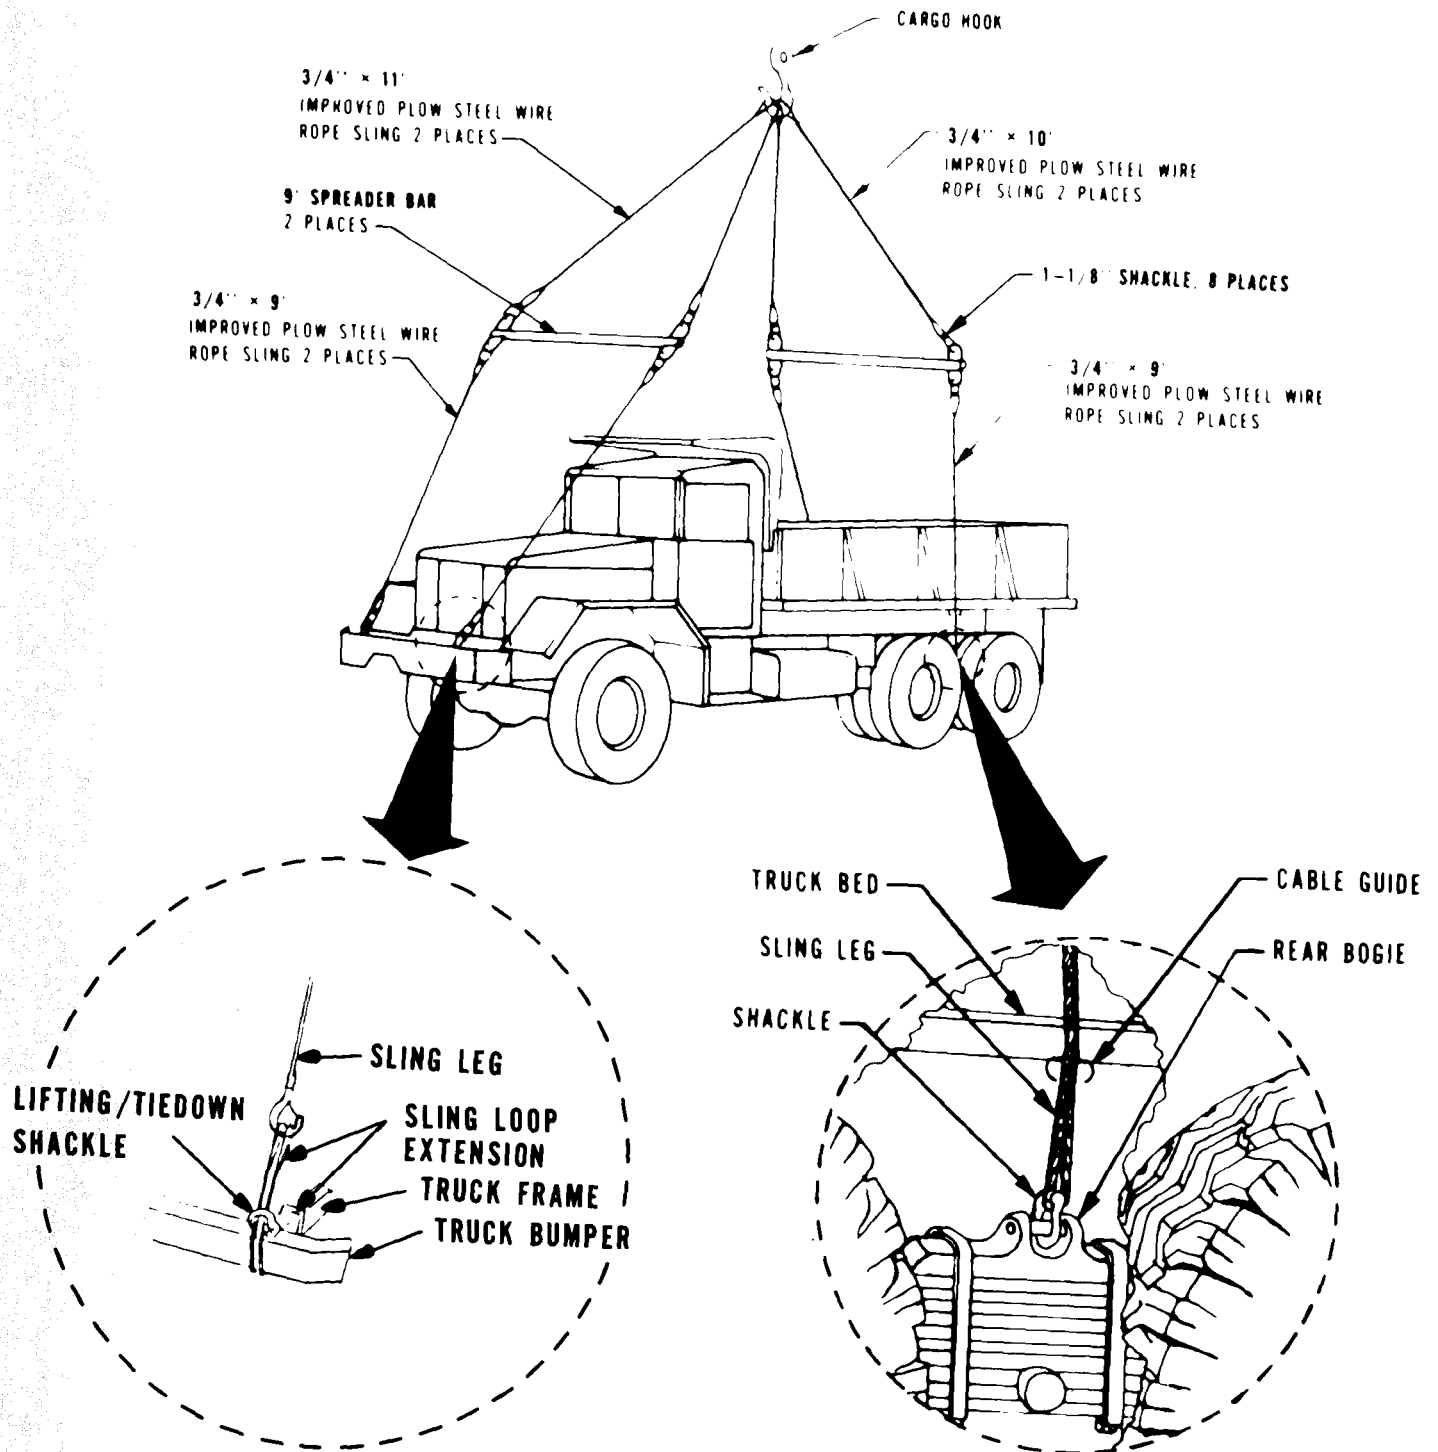 CARGO HOOK
3/4'' × 11'
IMPROVED PLOW STEEL WIRE
ROPE SLING 2 PLACES
3/4'' × 10'
IMPROVED PLOW STEEL WIRE
ROPE SLING 2 PLACES
9' SPREADER BAR
2 PLACES
1-1/8'' SHACKLE, 8 PLACES
3/4'' × 9'
IMPROVED PLOW STEEL WIRE
ROPE SLING 2 PLACES
3/4'' × 9'
IMPROVED PLOW STEEL WIRE
ROPE SLING 2 PLACES
TRUCK BED
CABLE GUIDE
SLING LEG
REAR BOGIE
SHACKLE
SLING LEG
LIFTING/TIEDOWN
SHACKLE
SLING LOOP
EXTENSION
TRUCK FRAME
TRUCK BUMPER